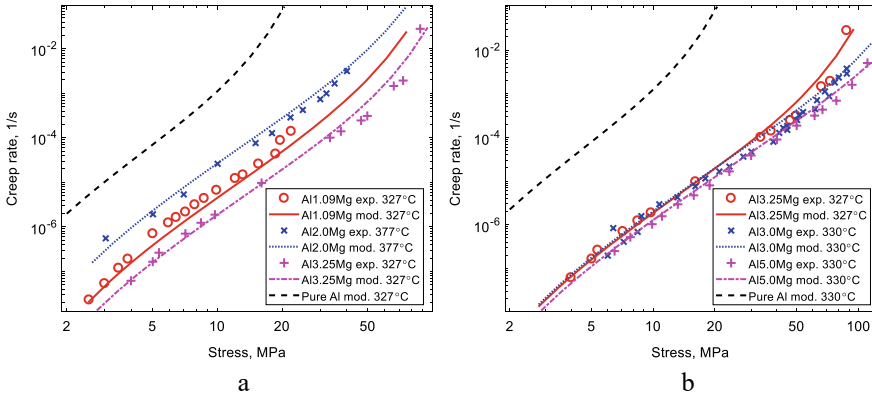 10^-2
10^-4
10^-6
Creep rate, 1/s
Al1.09Mg exp. 327°C
Al1.09Mg mod. 327°C
Al2.0Mg exp. 377°C
Al2.0Mg mod. 377°C
Al3.25Mg exp. 327°C
Al3.25Mg mod. 327°C
Pure Al mod. 327°C
2 5 10 20 50
Stress, MPa
a
10^-2
10^-4
10^-6
Creep rate, 1/s
Al3.25Mg exp. 327°C
Al3.25Mg mod. 327°C
Al3.0Mg exp. 330°C
Al3.0Mg mod. 330°C
Al5.0Mg exp. 330°C
Al5.0Mg mod. 330°C
Pure Al mod. 330°C
2 5 10 20 50 100
Stress, MPa
b